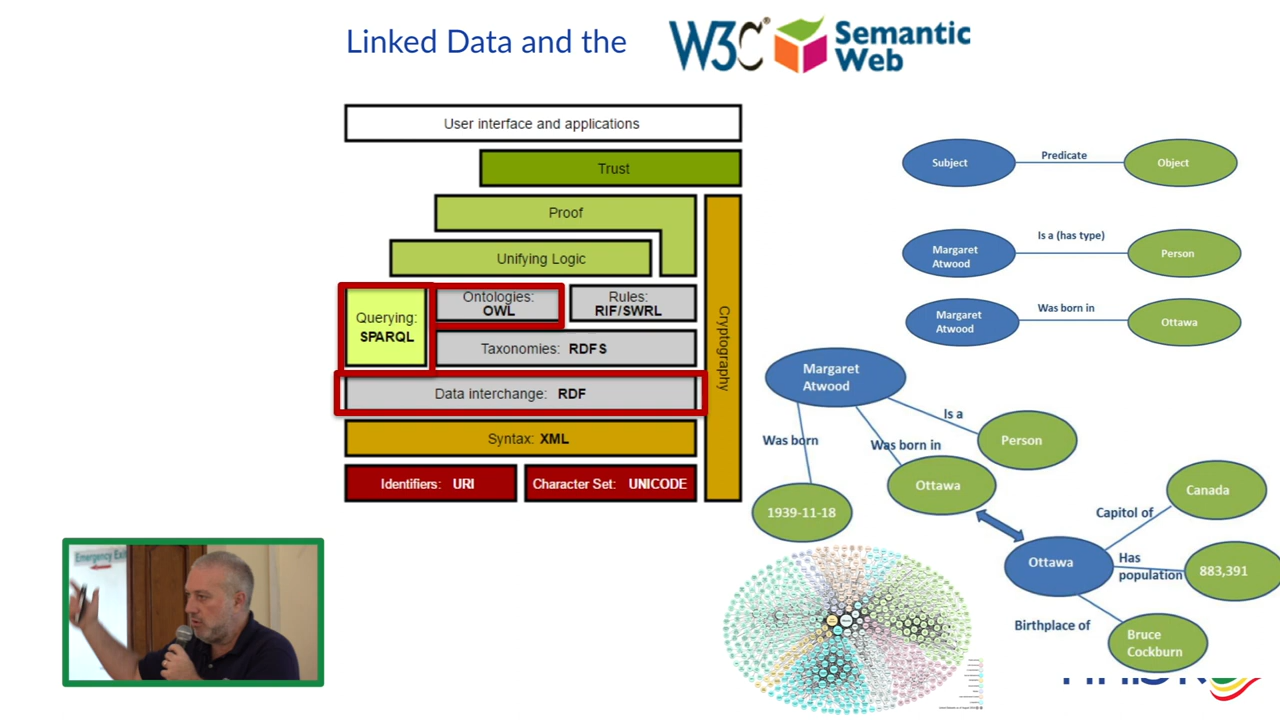 Linked Data and the
W3C® Semantic
Web
User interface and applications
Trust
Proof
Unifying Logic
Querying:
SPARQL
Ontologies:
OWL
Rules:
RIF/SWRL
Taxonomies: RDFS
Data interchange: RDF
Syntax: XML
Identifiers: URI
Character Set: UNICODE
Cryptography
Subject
Predicate
Object
Margaret
Atwood
Is a (has type)
Person
Margaret
Atwood
Was born in
Ottawa
Margaret
Atwood
Is a
Person
Was born
Was born in
Ottawa
1939-11-18
Canada
Capitol of
Ottawa
Has
population
883,391
Birthplace of
Bruce
Cockburn
Emergency Exit